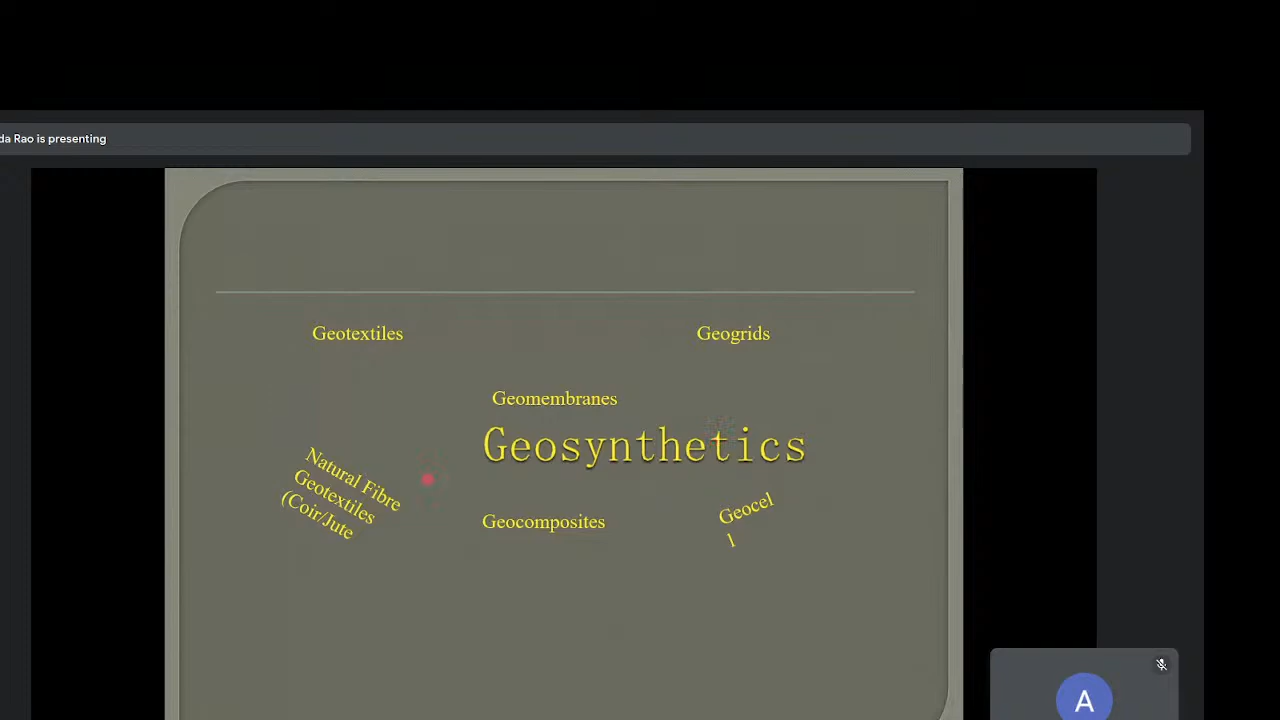 da Rao is presenting
Geotextiles
Geogrids
Geomembranes
Geosynthetics
Natural Fibre
Geotextiles
(Coir/Jute
Geocomposites
Geocel
l
A